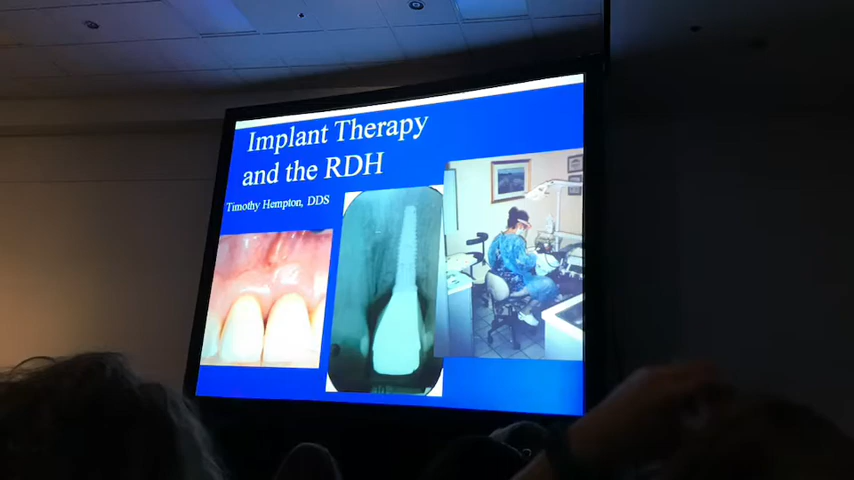 Implant Therapy
and the RDH
Timothy Hempton, DDS